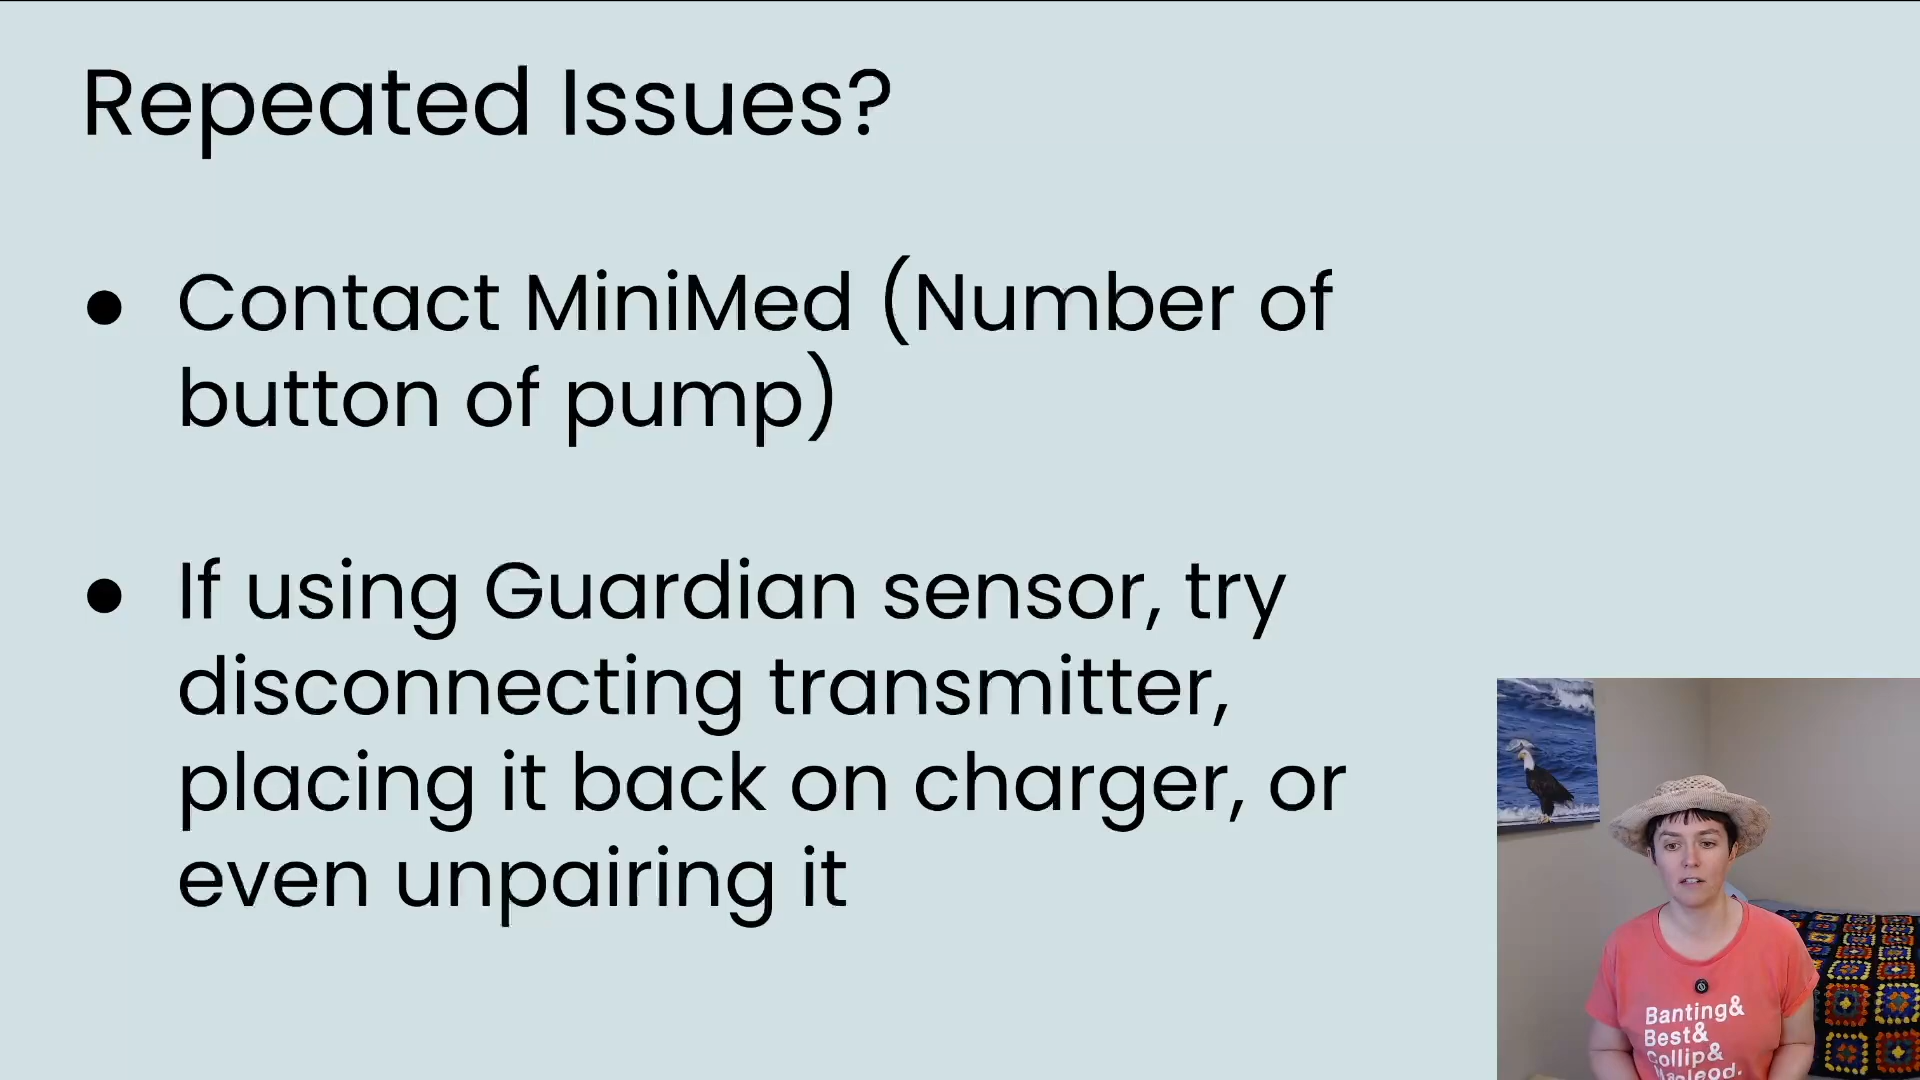 Repeated Issues?
● Contact MiniMed (Number of
button of pump)
● If using Guardian sensor, try
disconnecting transmitter,
placing it back on charger, or
even unpairing it
Banting&
Best&
Collip&
Macleod.